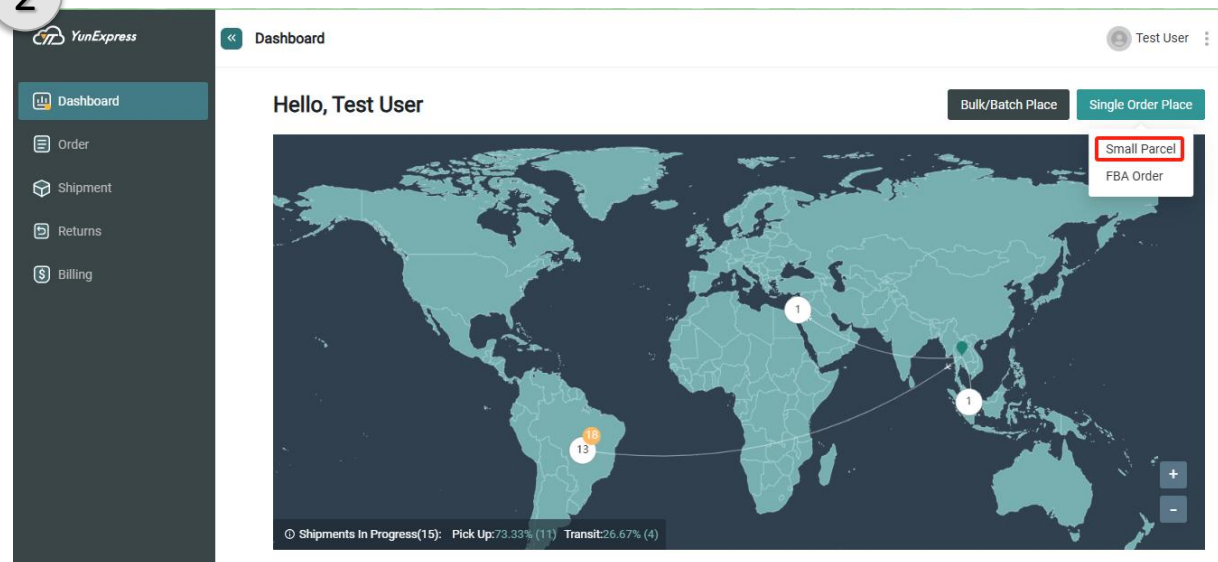 2
YunExpress
«
Dashboard
Test User
Dashboard
Order
Shipment
Returns
Billing
Hello, Test User
Bulk/Batch Place
Single Order Place
Small Parcel
FBA Order
1
1
18
13
+
-
Shipments In Progress(15): Pick Up:73.33% (11) Transit:26.67% (4)